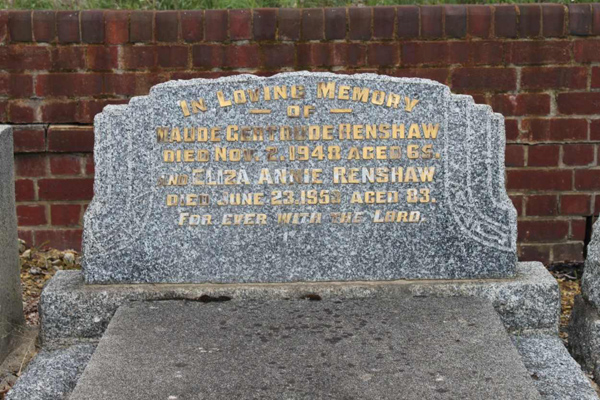 In Loving Memory
of
Maude Gertrude Renshaw
Died Nov. 2. 1948 Aged 65.
and Eliza Annie Renshaw
Died June 23. 1953 Aged 83.
For ever with the Lord.